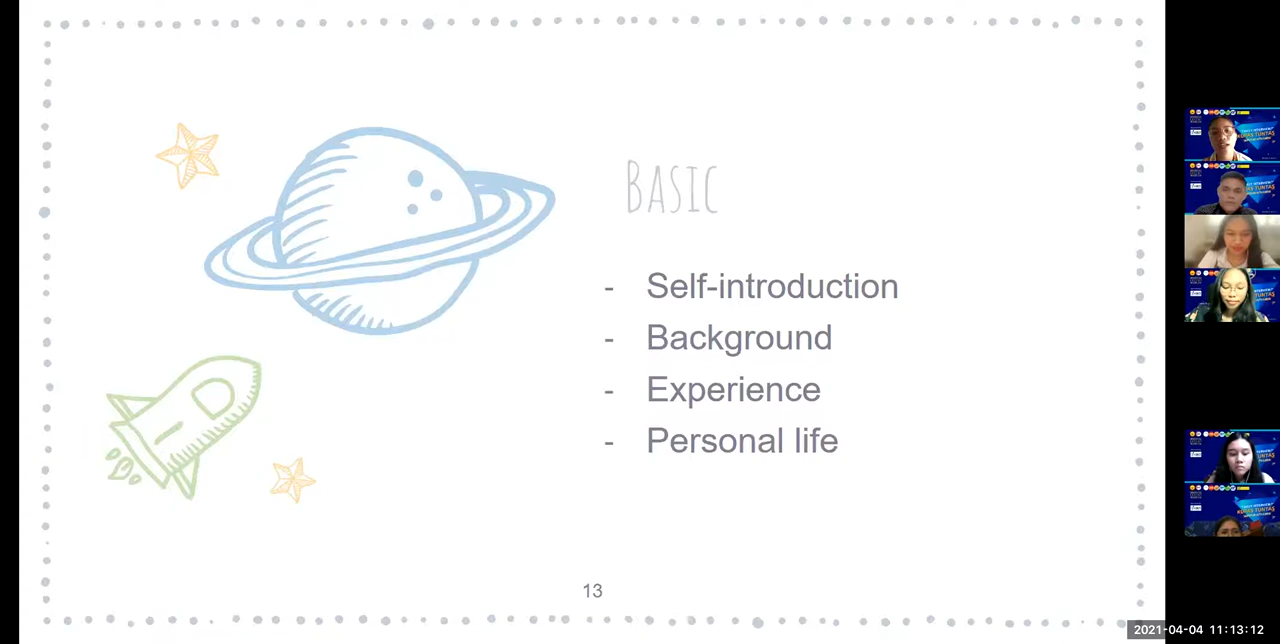 BASIC
- Self-introduction
- Background
- Experience
- Personal life
13
2021-04-04 11:13:12